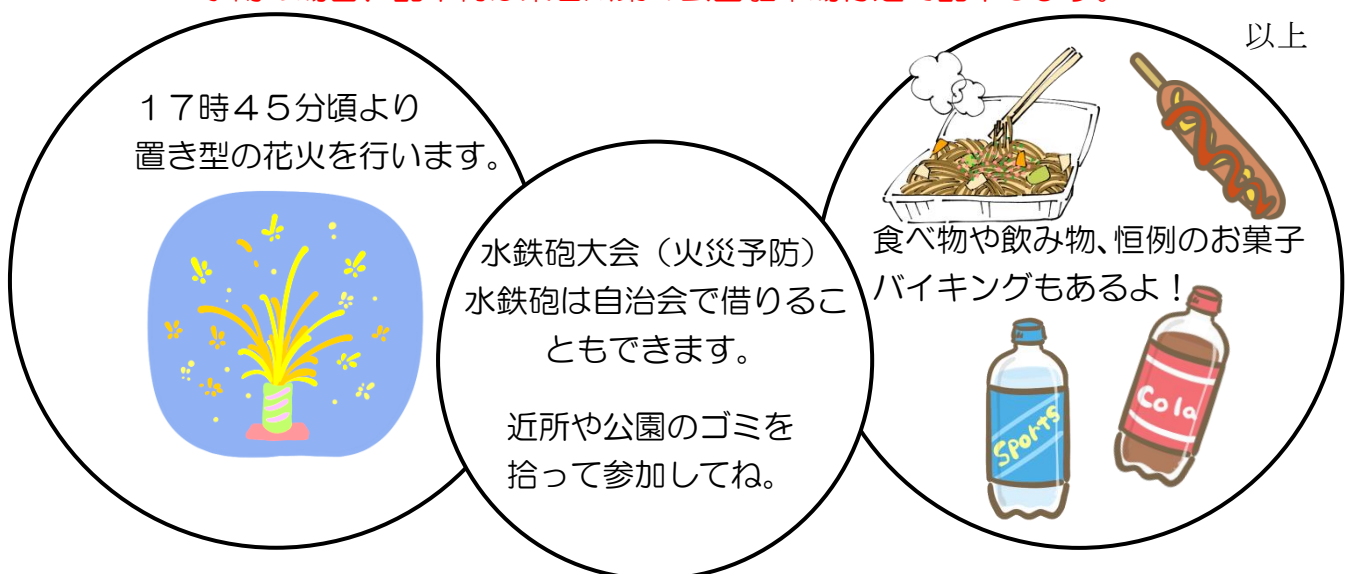 以上
１７時４５分頃より
置き型の花火を行います。
水鉄砲大会（火災予防）
水鉄砲は自治会で借りるこ
ともできます。
近所や公園のゴミを
拾って参加してね。
食べ物や飲み物、恒例のお菓子
バイキングもあるよ！
Sports
Cola